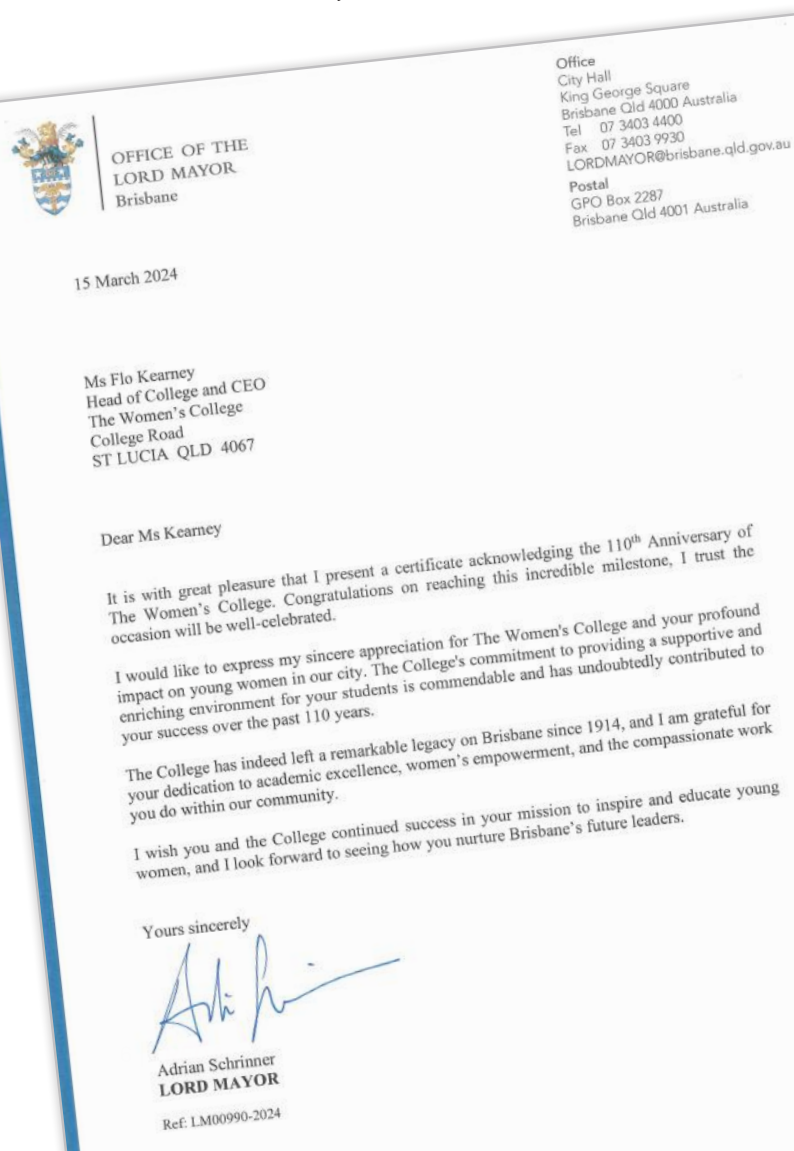 OFFICE OF THE
LORD MAYOR
Brisbane
Office
City Hall
King George Square
Brisbane Qld 4000 Australia
Tel 07 3403 4400
Fax 07 3403 9930
LORDMAYOR@brisbane.qld.gov.au
Postal
GPO Box 2287
Brisbane Qld 4001 Australia
15 March 2024
Ms Flo Kearney
Head of College and CEO
The Women's College
College Road
ST LUCIA QLD 4067
Dear Ms Kearney
It is with great pleasure that I present a certificate acknowledging the 110th Anniversary of
The Women's College. Congratulations on reaching this incredible milestone, I trust the
occasion will be well-celebrated.
I would like to express my sincere appreciation for The Women's College and your profound
impact on young women in our city. The College's commitment to providing a supportive and
enriching environment for your students is commendable and has undoubtedly contributed to
your success over the past 110 years.
The College has indeed left a remarkable legacy on Brisbane since 1914, and I am grateful for
your dedication to academic excellence, women's empowerment, and the compassionate work
you do within our community.
I wish you and the College continued success in your mission to inspire and educate young
women, and I look forward to seeing how you nurture Brisbane's future leaders.
Yours sincerely
Adrian Schrinner
LORD MAYOR
Ref: LM00990-2024